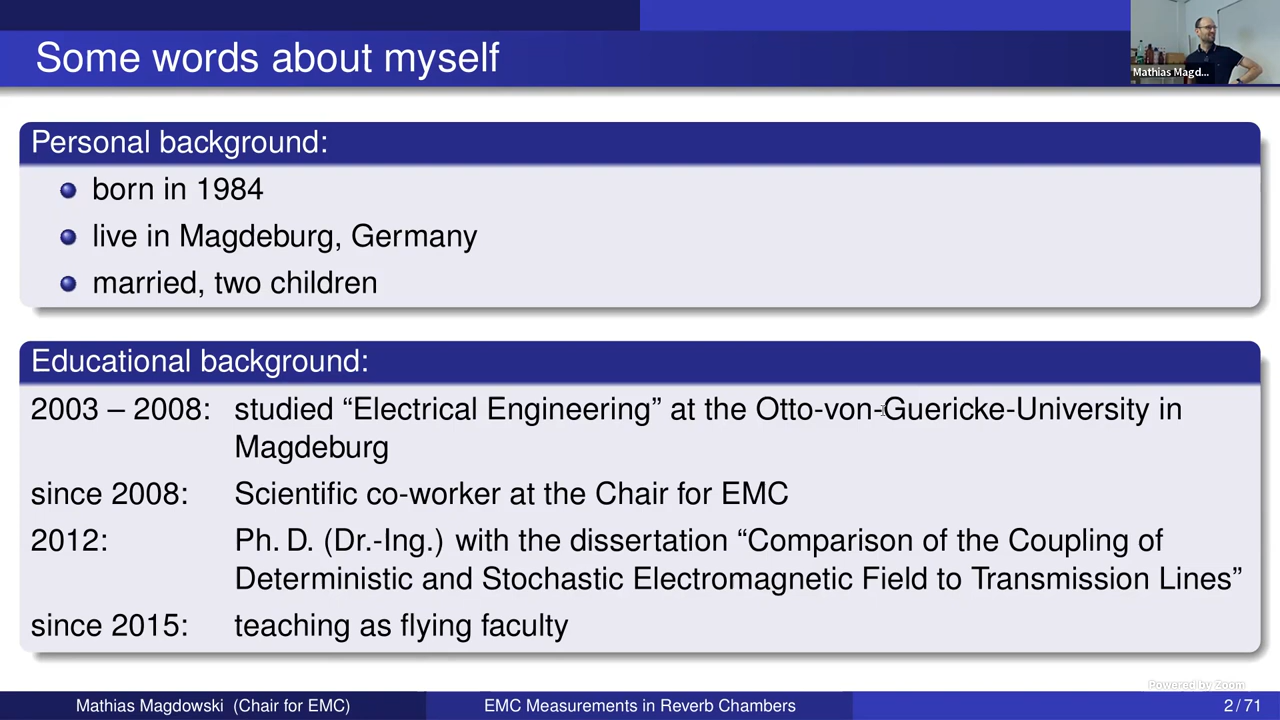 Some words about myself
Mathias Magd...
Personal background:
born in 1984
live in Magdeburg, Germany
married, two children
Educational background:
2003 – 2008: studied “Electrical Engineering” at the Otto-von-Guericke-University in
Magdeburg
since 2008: Scientific co-worker at the Chair for EMC
2012: Ph. D. (Dr.-Ing.) with the dissertation “Comparison of the Coupling of
Deterministic and Stochastic Electromagnetic Field to Transmission Lines”
since 2015: teaching as flying faculty
Powered by Zoom
Mathias Magdowski (Chair for EMC) EMC Measurements in Reverb Chambers 2 / 71